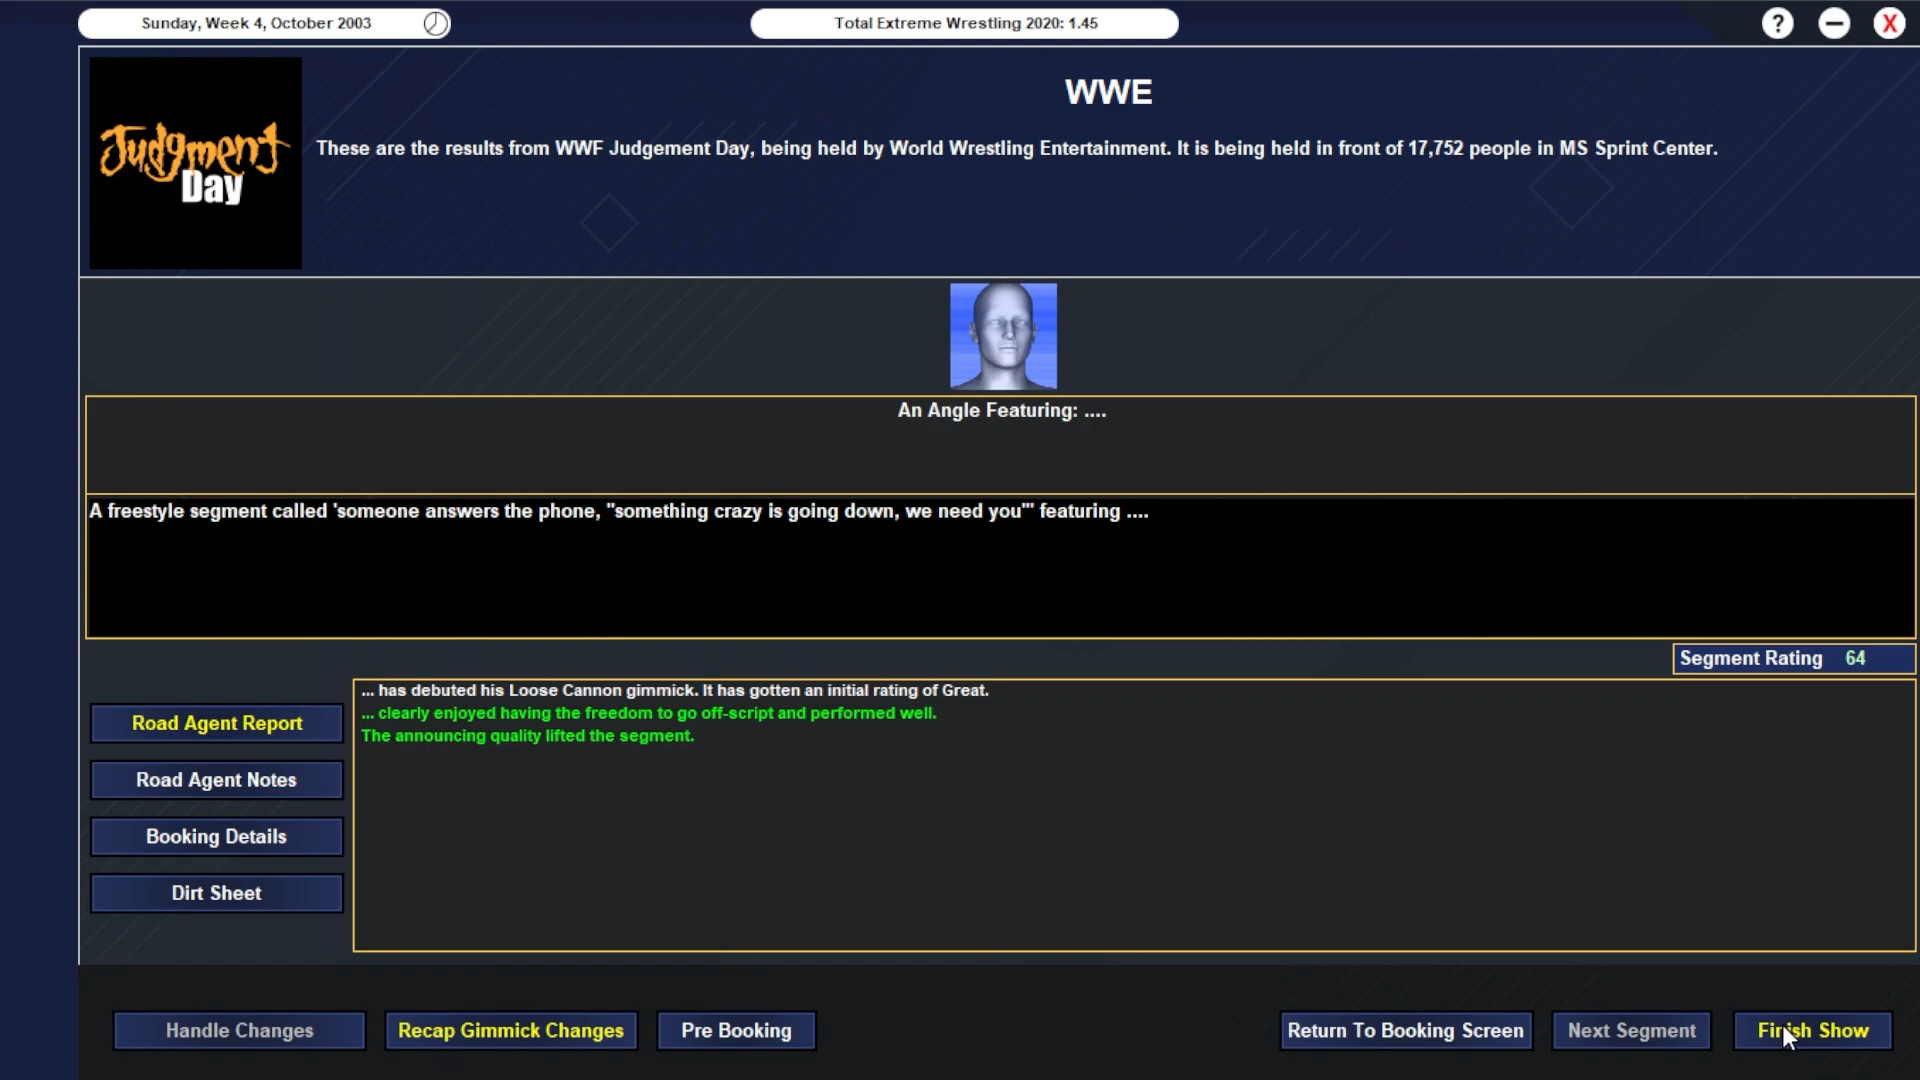 Sunday, Week 4, October 2003
Total Extreme Wrestling 2020: 1.45
?
X
Judgment
Day
WWE
These are the results from WWF Judgement Day, being held by World Wrestling Entertainment. It is being held in front of 17,752 people in MS Sprint Center.
An Angle Featuring: ....
A freestyle segment called 'someone answers the phone, "something crazy is going down, we need you"' featuring ....
Segment Rating 64
... has debuted his Loose Cannon gimmick. It has gotten an initial rating of Great.
... clearly enjoyed having the freedom to go off-script and performed well.
The announcing quality lifted the segment.
Road Agent Report
Road Agent Notes
Booking Details
Dirt Sheet
Handle Changes
Recap Gimmick Changes
Pre Booking
Return To Booking Screen
Next Segment
Finish Show